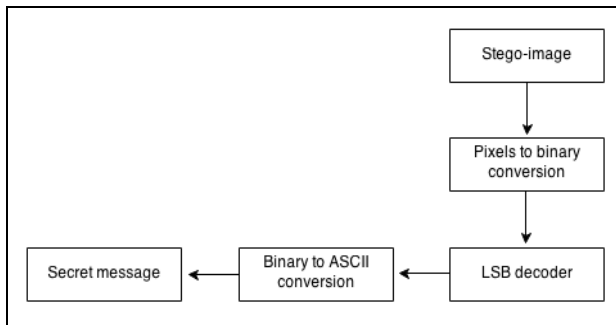 Stego-image
Pixels to binary
conversion
LSB decoder
Binary to ASCII
conversion
Secret message